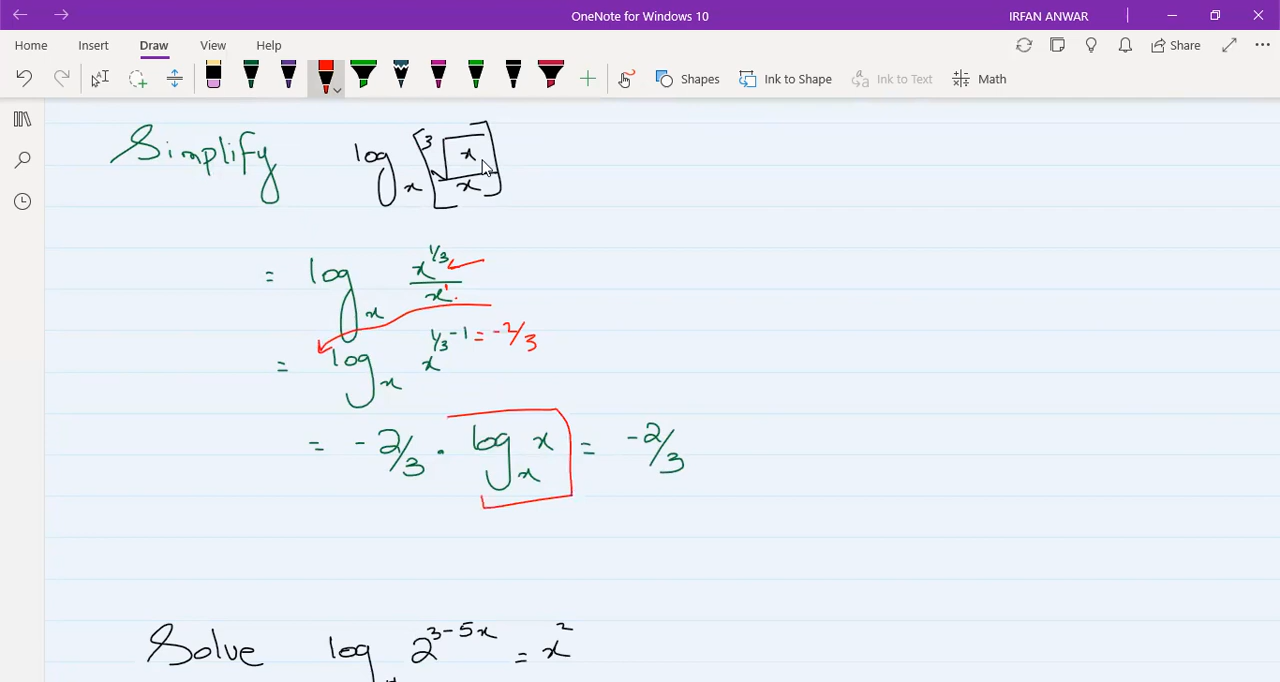 OneNote for Windows 10 IRFAN ANWAR
Home Insert Draw View Help Share
Shapes Ink to Shape Ink to Text Math
Simplify log_x [∛x / x]
= log_x x^{1/3} / x^1
= log_x x^{1/3 - 1} = -2/3
= -2/3 · log_x x = -2/3
Solve log 2^{3-5x} = x^2